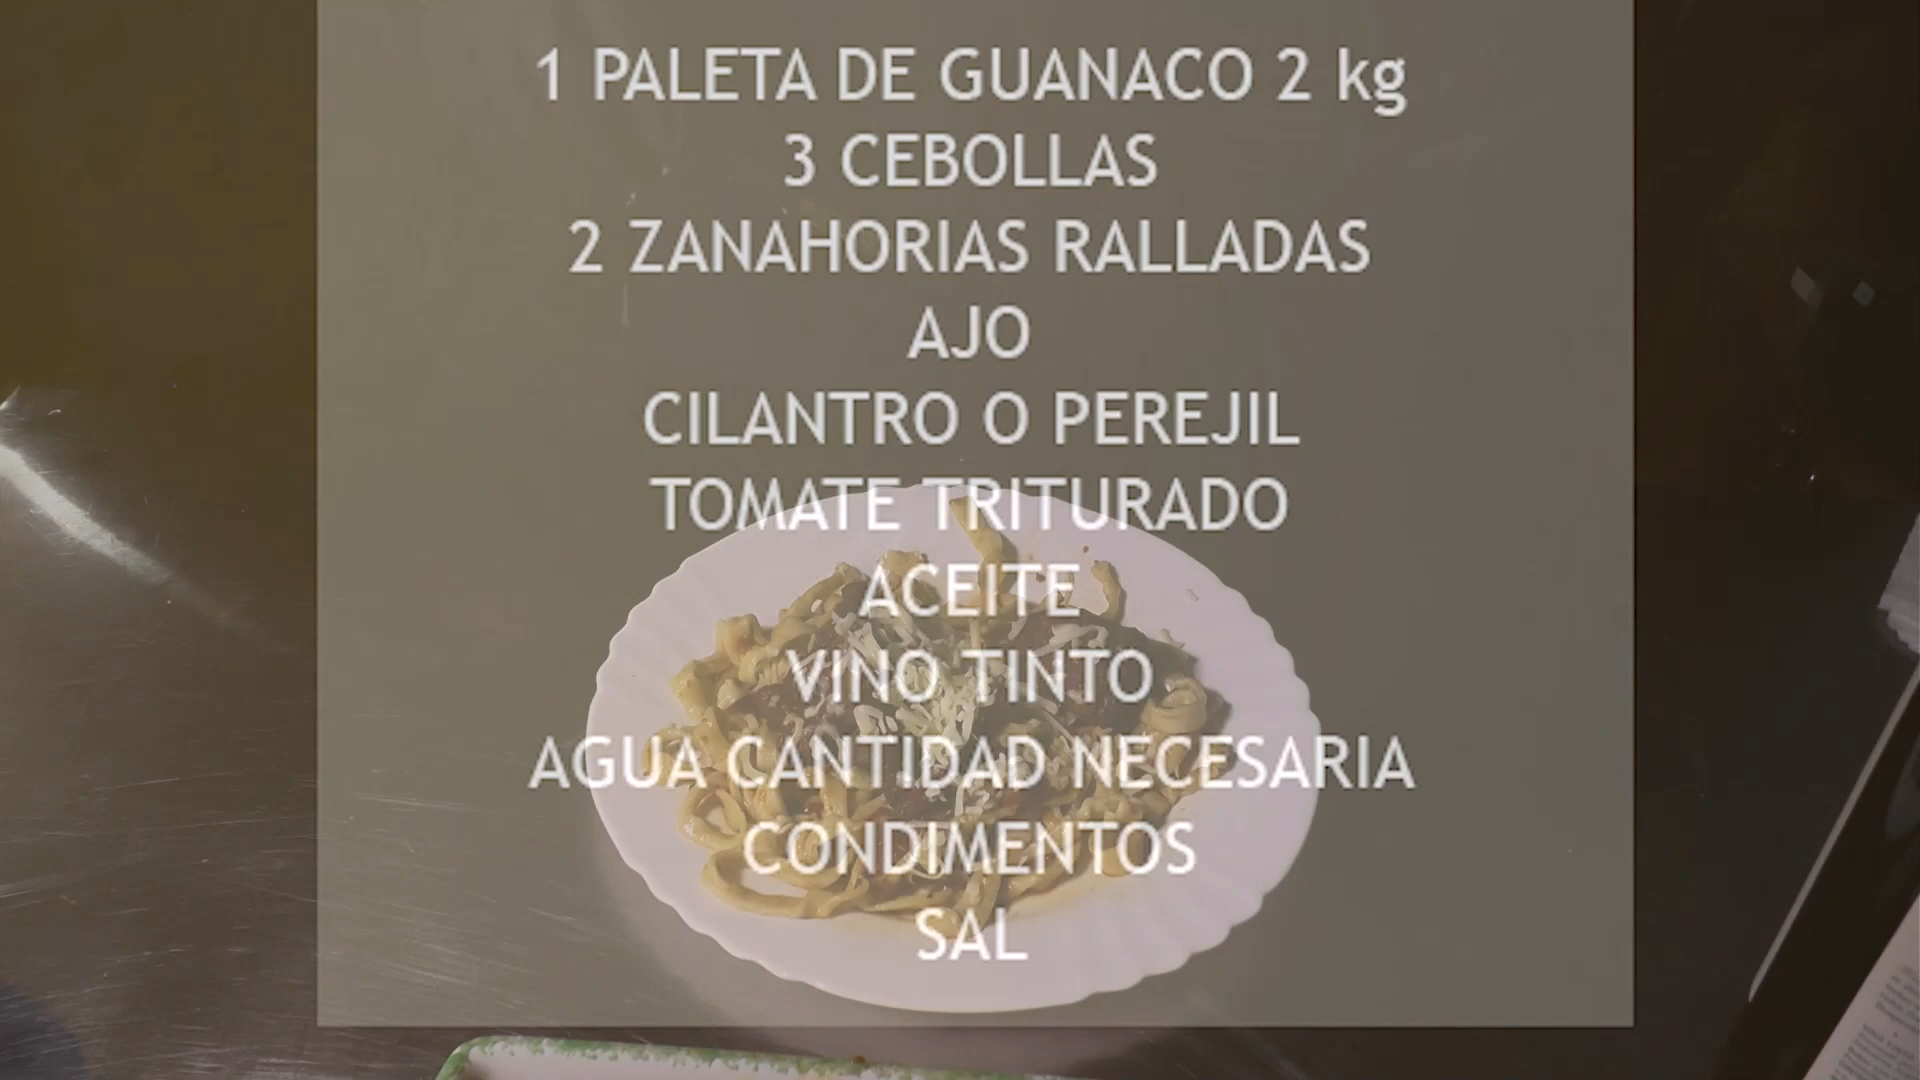 1 PALETA DE GUANACO 2 kg
3 CEBOLLAS
2 ZANAHORIAS RALLADAS
AJO
CILANTRO O PEREJIL
TOMATE TRITURADO
ACEITE
VINO TINTO
AGUA CANTIDAD NECESARIA
CONDIMENTOS
SAL